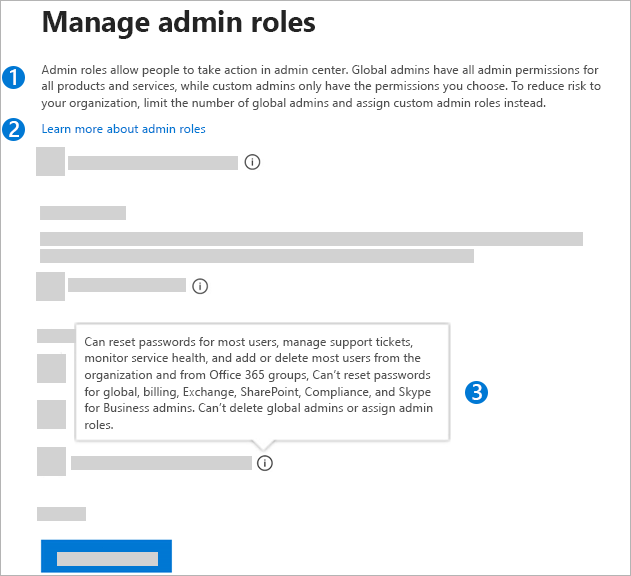 Manage admin roles
1
Admin roles allow people to take action in admin center. Global admins have all admin permissions for
all products and services, while custom admins only have the permissions you choose. To reduce risk to
your organization, limit the number of global admins and assign custom admin roles instead.
2
Learn more about admin roles
Can reset passwords for most users, manage support tickets,
monitor service health, and add or delete most users from the
organization and from Office 365 groups, Can’t reset passwords
for global, billing, Exchange, SharePoint, Compliance, and Skype
for Business admins. Can’t delete global admins or assign admin
roles.
3